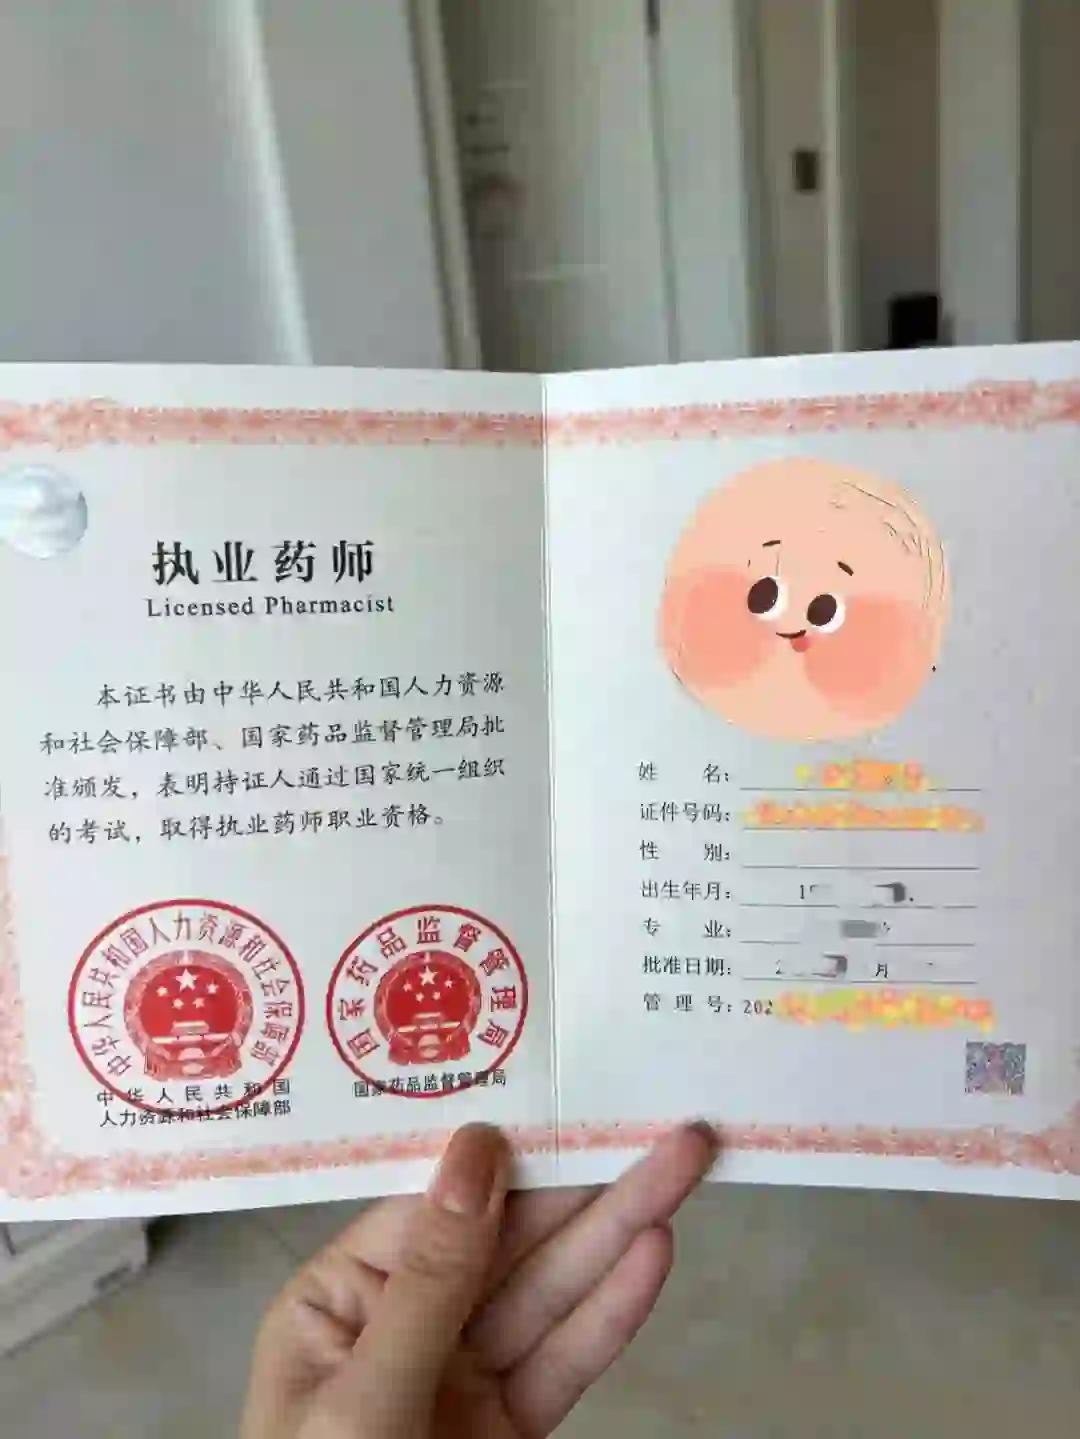 执业药师
Licensed Pharmacist
本证书由中华人民共和国人力资源
和社会保障部、国家药品监督管理局批
准颁发，表明持证人通过国家统一组织
的考试，取得执业药师职业资格。
中华人民共和国人力资源和社会保障部
中华人民共和国
人力资源和社会保障部
国家药品监督管理局
国家药品监督管理局
姓名：
证件号码：
性别：
出生年月：
专业：
批准日期： 月
管理号：202